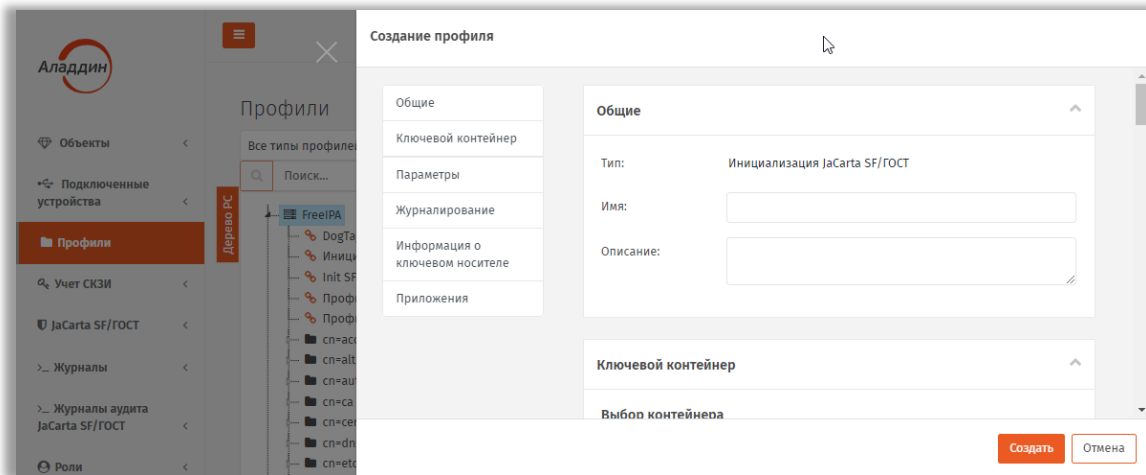 Аладдин
Объекты
Подключенные
устройства
Профили
Учет СКЗИ
JaCarta SF/ГОСТ
Журналы
Журналы аудита
JaCarta SF/ГОСТ
Роли
Профили
Все типы профилей
Поиск...
Дерево РС
FreeIPA
DogTa
Иници
Init SF
Проф
Проф
cn=acc
cn=alt
cn=aut
cn=ca
cn=cer
cn=dn
cn=etc
Создание профиля
Общие
Ключевой контейнер
Параметры
Журналирование
Информация о
ключевом носителе
Приложения
Общие
Тип: Инициализация JaCarta SF/ГОСТ
Имя:
Описание:
Ключевой контейнер
Выбор контейнера
Создать Отмена